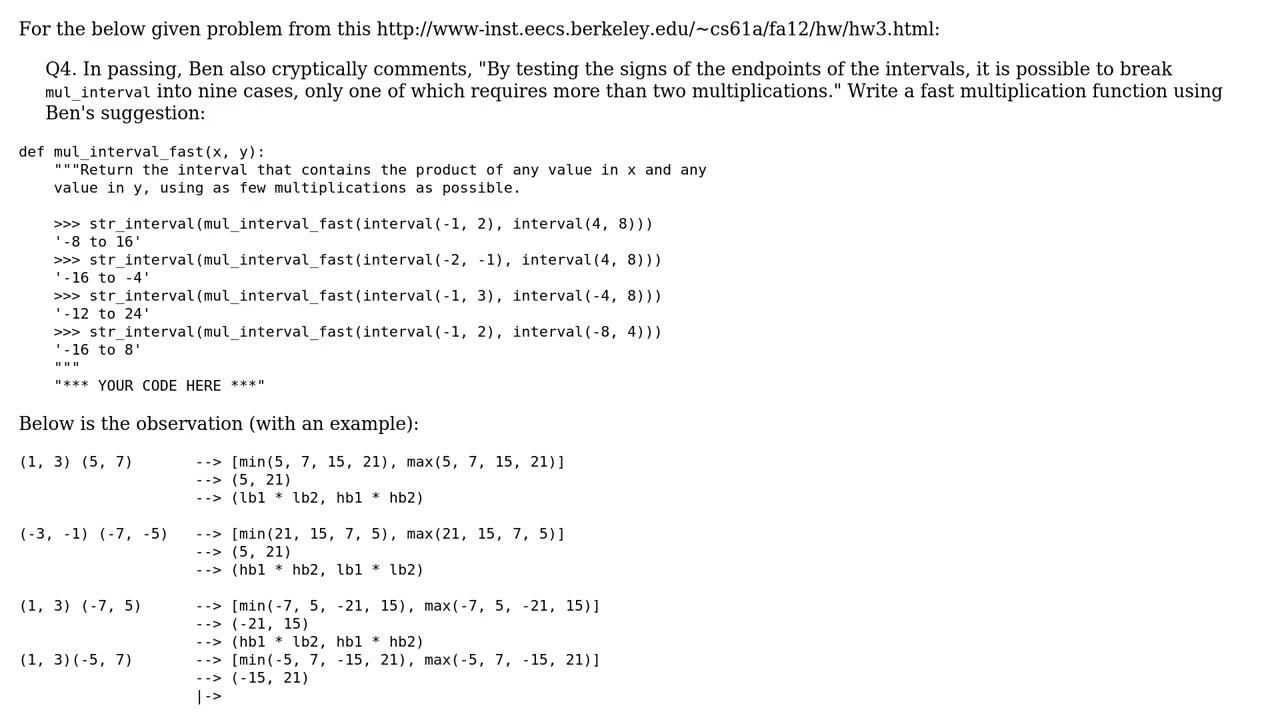 For the below given problem from this http://www-inst.eecs.berkeley.edu/~cs61a/fa12/hw/hw3.html:
Q4. In passing, Ben also cryptically comments, "By testing the signs of the endpoints of the intervals, it is possible to break
mul_interval into nine cases, only one of which requires more than two multiplications." Write a fast multiplication function using
Ben's suggestion:
def mul_interval_fast(x, y):
    """Return the interval that contains the product of any value in x and any
    value in y, using as few multiplications as possible.

    >>> str_interval(mul_interval_fast(interval(-1, 2), interval(4, 8)))
    '-8 to 16'
    >>> str_interval(mul_interval_fast(interval(-2, -1), interval(4, 8)))
    '-16 to -4'
    >>> str_interval(mul_interval_fast(interval(-1, 3), interval(-4, 8)))
    '-12 to 24'
    >>> str_interval(mul_interval_fast(interval(-1, 2), interval(-8, 4)))
    '-16 to 8'
    """
    "*** YOUR CODE HERE ***"
Below is the observation (with an example):
(1, 3) (5, 7)       --> [min(5, 7, 15, 21), max(5, 7, 15, 21)]
                    --> (5, 21)
                    --> (lb1 * lb2, hb1 * hb2)

(-3, -1) (-7, -5)   --> [min(21, 15, 7, 5), max(21, 15, 7, 5)]
                    --> (5, 21)
                    --> (hb1 * hb2, lb1 * lb2)

(1, 3) (-7, 5)      --> [min(-7, 5, -21, 15), max(-7, 5, -21, 15)]
                    --> (-21, 15)
                    --> (hb1 * lb2, hb1 * hb2)
(1, 3)(-5, 7)       --> [min(-5, 7, -15, 21), max(-5, 7, -15, 21)]
                    --> (-15, 21)
                    |->